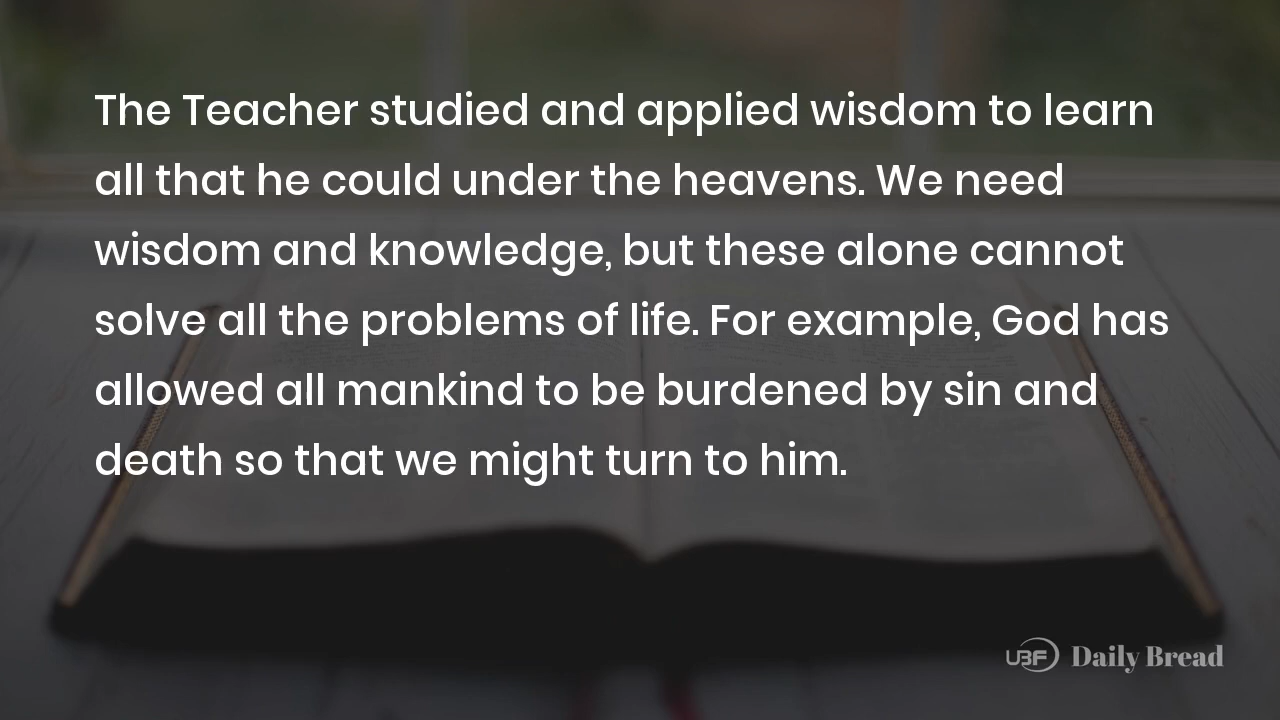 The Teacher studied and applied wisdom to learn
all that he could under the heavens. We need
wisdom and knowledge, but these alone cannot
solve all the problems of life. For example, God has
allowed all mankind to be burdened by sin and
death so that we might turn to him.
UBF Daily Bread